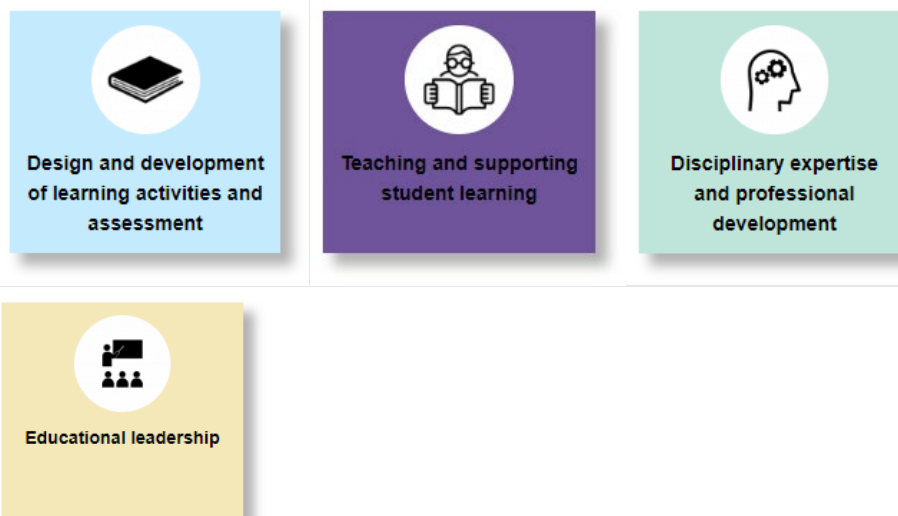 Design and development
of learning activities and
assessment
Teaching and supporting
student learning
Disciplinary expertise
and professional
development
Educational leadership